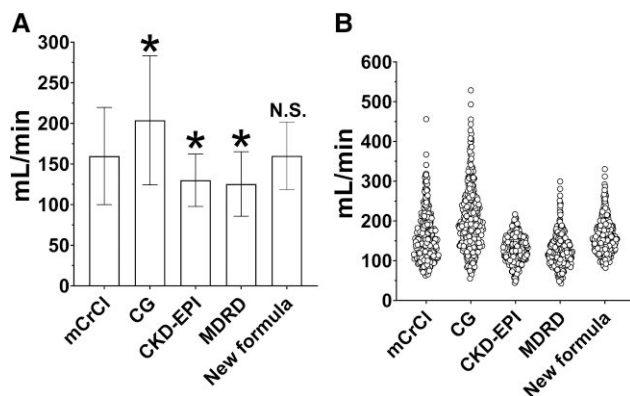 A
mL/min
300
250
200
150
100
50
0
*
*
*
N.S.
mCrCl
CG
CKD-EPI
MDRD
New formula
B
mL/min
600
500
400
300
200
100
0
mCrCl
CG
CKD-EPI
MDRD
New formula